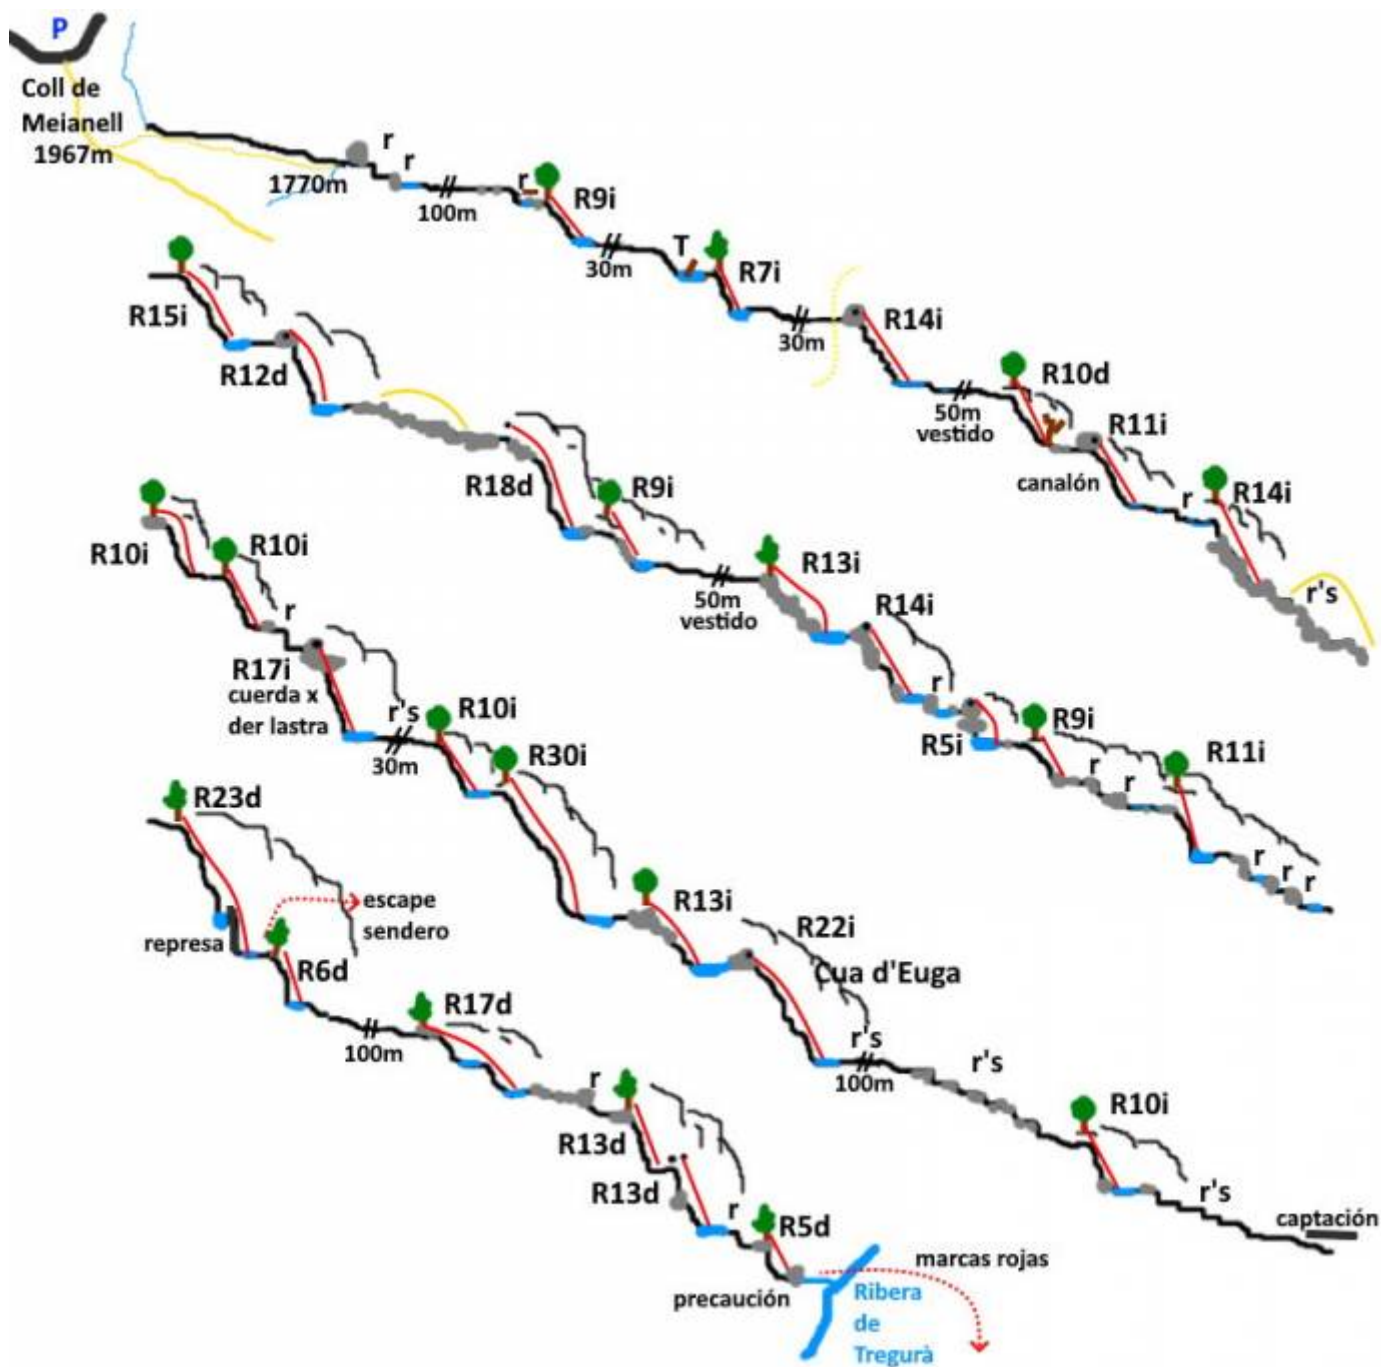 P
Coll de
Meianell
1967m
1770m
r
r
100m
r
R9i
30m
T
R7i
30m
R14i
50m
vestido
R10d
canalón
R11i
r
R14i
r's
R15i
R12d
R18d
R9i
50m
vestido
R13i
R14i
r
R5i
R9i
r
r
R11i
r
r
r
R10i
R10i
r
R17i
cuerda x
der lastra
r's
30m
R10i
R30i
R13i
R22i
Cua d'Euga
r's
100m
r's
R10i
r's
captación
R23d
represa
escape
sendero
R6d
100m
R17d
r
R13d
R13d
r
R5d
precaución
marcas rojas
Ribera
de
Tregurà